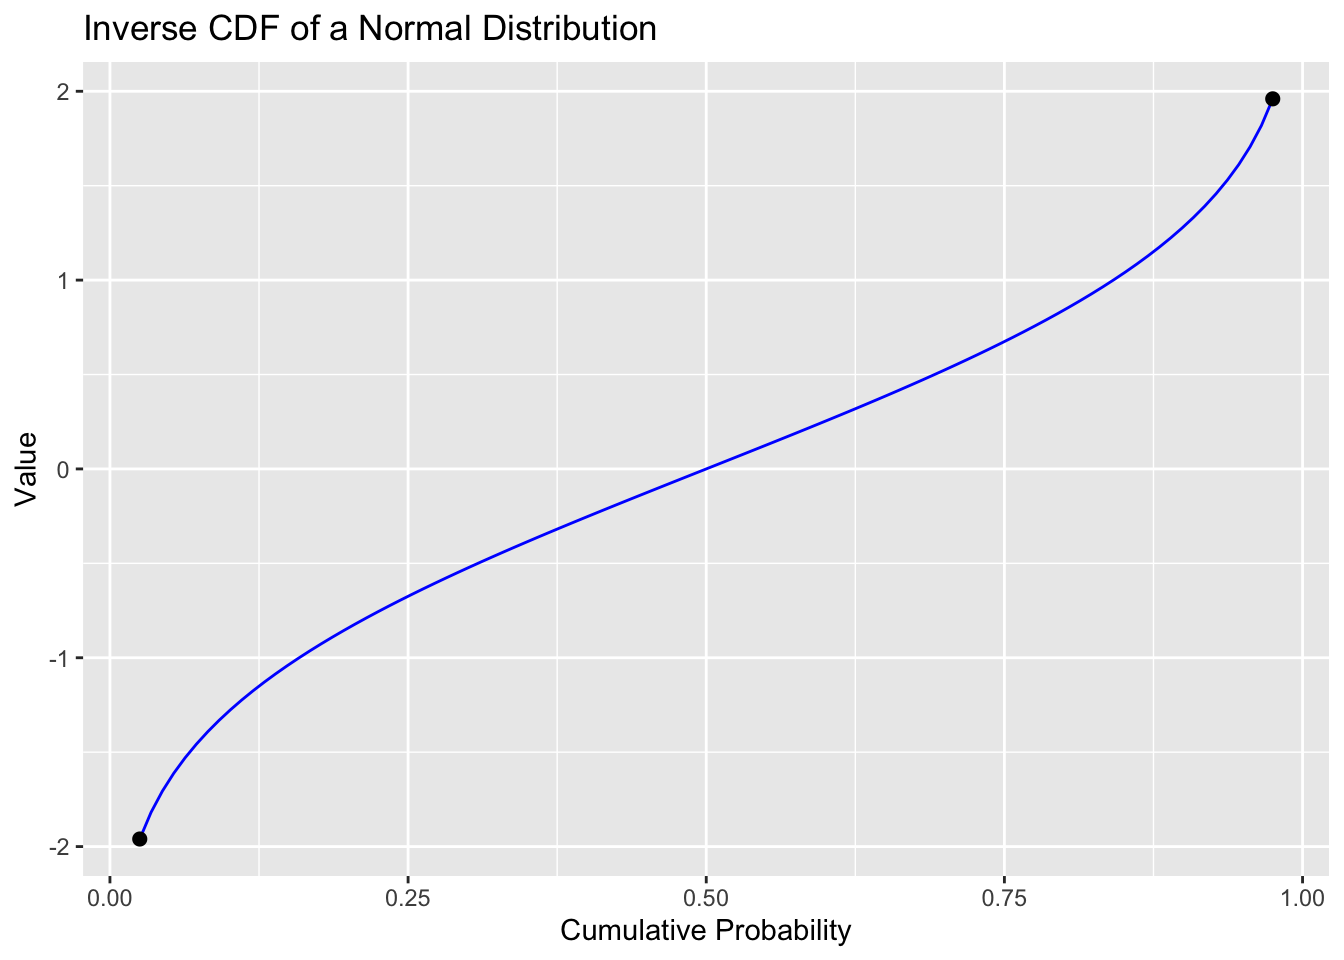 Inverse CDF of a Normal Distribution
2
1
0
-1
-2
Value
0.00 0.25 0.50 0.75 1.00
Cumulative Probability